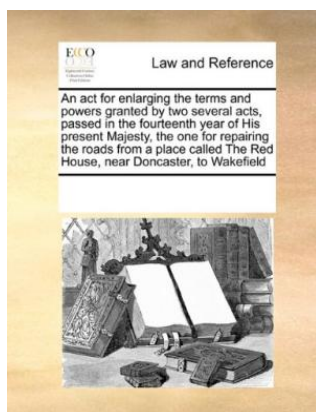 ECCO
Law and Reference
An act for enlarging the terms and
powers granted by two several acts,
passed in the fourteenth year of His
present Majesty, the one for repairing
the roads from a place called The Red
House, near Doncaster, to Wakefield